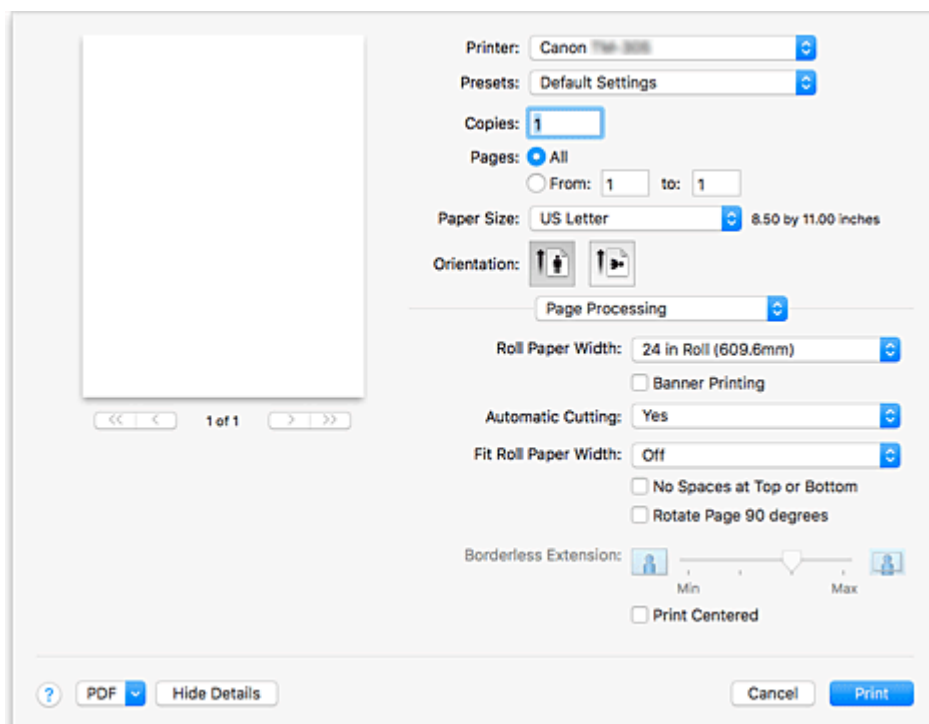 Printer: Canon
Presets: Default Settings
Copies: 1
Pages: All
From: 1 to: 1
Paper Size: US Letter 8.50 by 11.00 inches
Orientation:
Page Processing
Roll Paper Width: 24 in Roll (609.6mm)
Banner Printing
<< < 1 of 1 > >>
Automatic Cutting: Yes
Fit Roll Paper Width: Off
No Spaces at Top or Bottom
Rotate Page 90 degrees
Borderless Extension:
Min Max
Print Centered
? PDF Hide Details Cancel Print